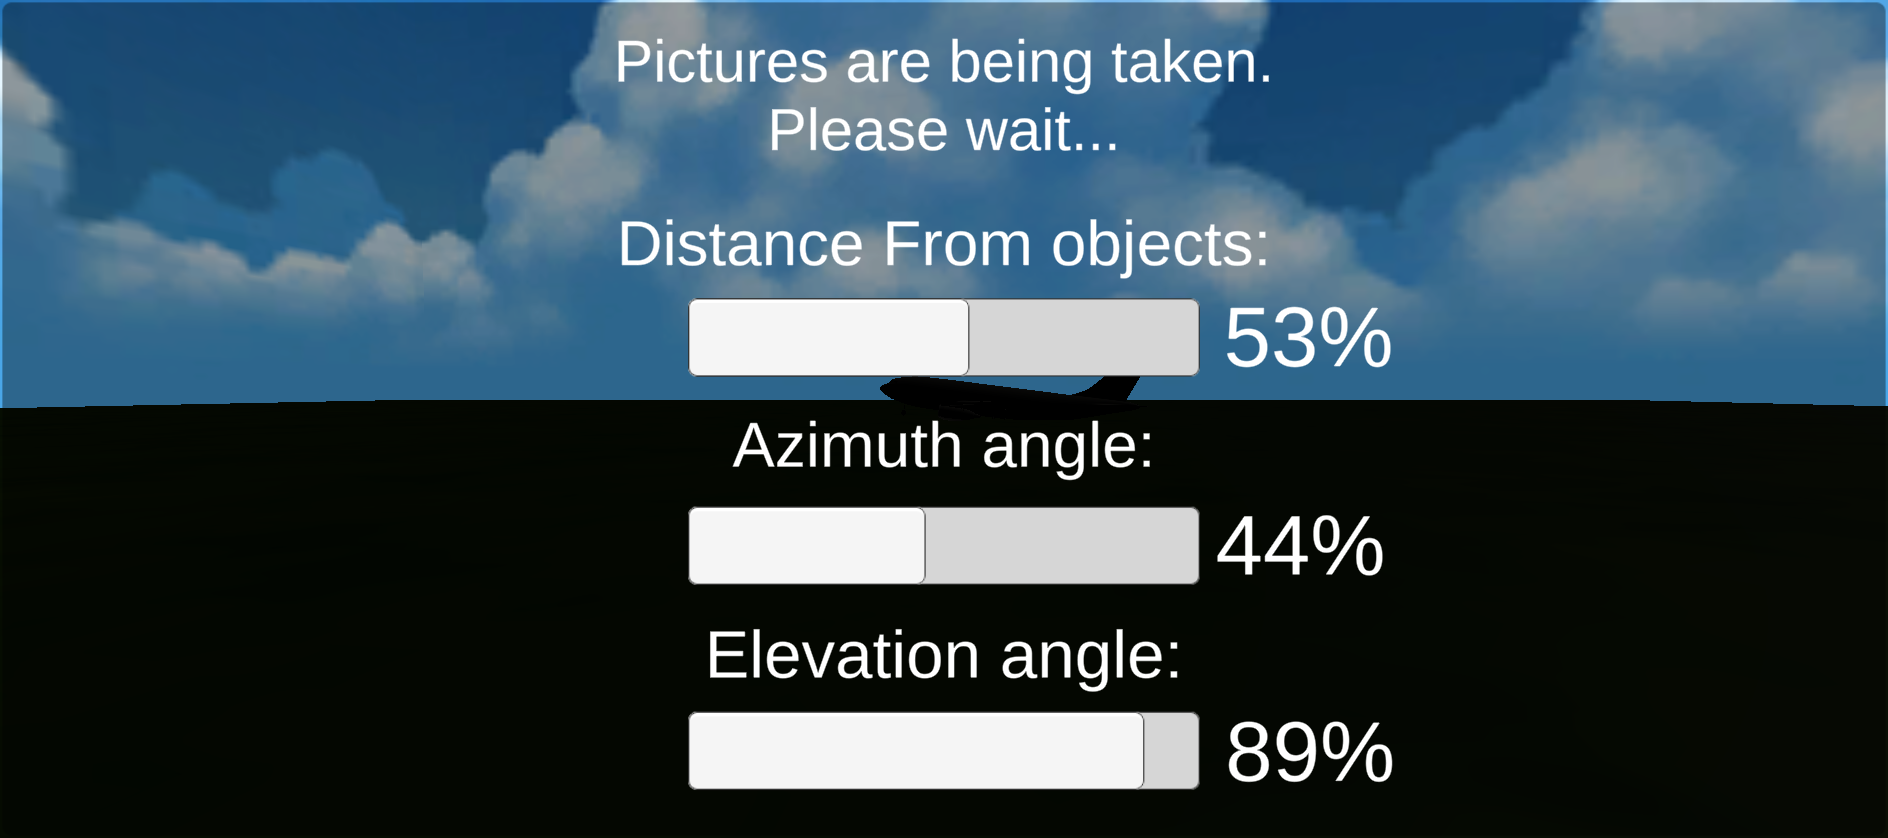 Pictures are being taken.
Please wait...
Distance From objects:
53%
Azimuth angle:
44%
Elevation angle:
89%